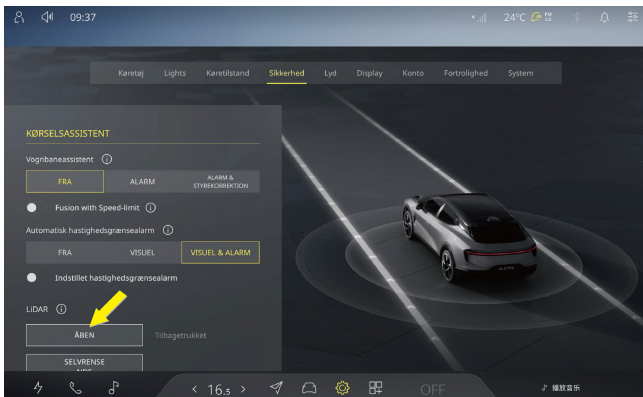 09:37
24°C
Køretøj Lights Køretilstand Sikkerhed Lyd Display Konto Fortrolighed System
KØRSELSASSISTENT
Vognbaneassistent
FRA ALARM ALARM &
STYREKORREKTION
Fusion with Speed-limit
Automatisk hastighedsgrænsealarm
FRA VISUEL VISUEL & ALARM
Indstillet hastighedsgrænsealarm
LiDAR
ÅBEN Tilbagetrukket
SELVRENSE
< 16.5 > OFF 播放音乐